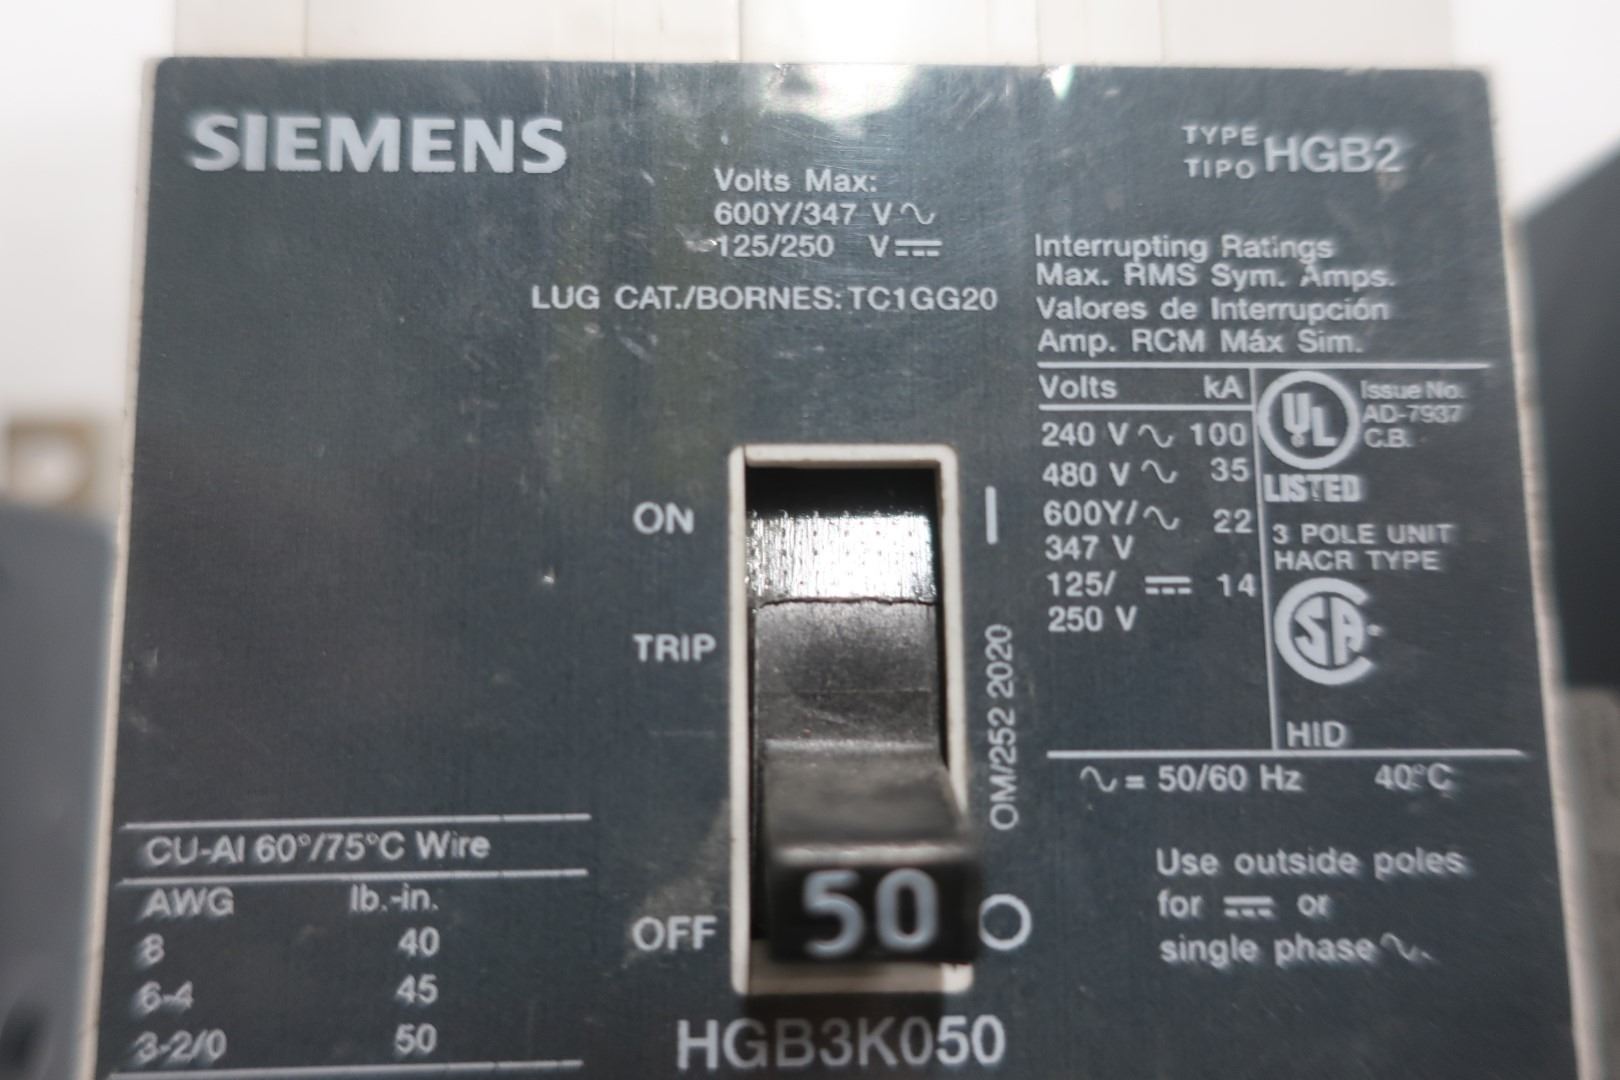 SIEMENS
TYPE
TIPO HGB2
Volts Max:
600Y/347 V∿
125/250 V⎓
LUG CAT./BORNES: TC1GG20
Interrupting Ratings
Max. RMS Sym. Amps.
Valores de Interrupción
Amp. RCM Máx Sim.
Volts kA
240 V ∿ 100
480 V ∿ 35
600Y/∿ 22
347 V
125/ ⎓ 14
250 V
UL
LISTED
Issue No.
AD-7937
C.B.
3 POLE UNIT
HACR TYPE
SA
HID
∿ = 50/60 Hz 40°C
Use outside poles
for ⎓ or
single phase ∿.
ON
|
TRIP
OFF
O
50
OM/252 2020
CU-Al 60°/75°C Wire
AWG lb.-in.
8 40
6-4 45
3-2/0 50
HGB3K050